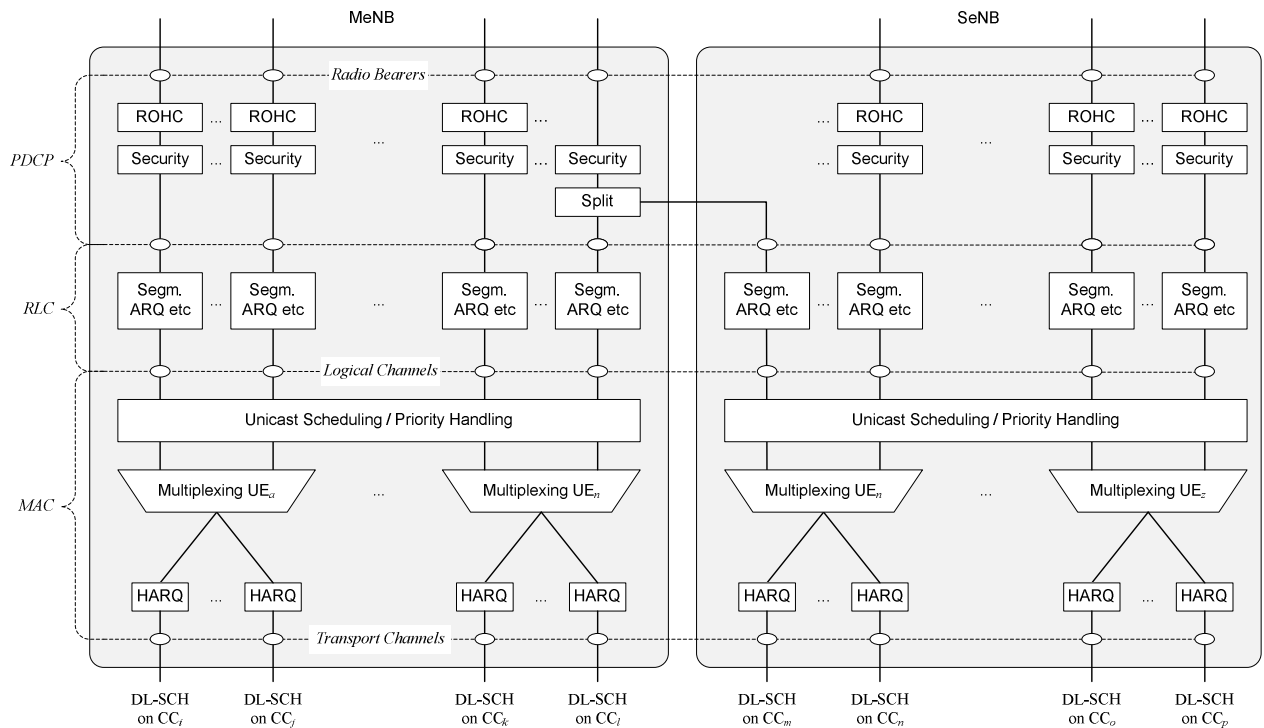 MeNB SeNB
Radio Bearers
ROHC ... ROHC ROHC ... ... ROHC ROHC ... ROHC
... ...
PDCP
Security ... Security Security ... Security ... Security Security ... Security
Split
Segm. Segm. Segm. Segm. Segm. Segm. Segm. Segm.
RLC
ARQ etc ... ARQ etc ... ARQ etc ... ARQ etc ARQ etc ... ARQ etc ... ARQ etc ... ARQ etc
Logical Channels
Unicast Scheduling / Priority Handling Unicast Scheduling / Priority Handling
Multiplexing UEa ... Multiplexing UEn Multiplexing UEn ... Multiplexing UEz
MAC
HARQ ... HARQ HARQ ... HARQ HARQ ... HARQ HARQ ... HARQ
Transport Channels
DL-SCH DL-SCH DL-SCH DL-SCH DL-SCH DL-SCH DL-SCH DL-SCH
on CCi on CCj on CCk on CCl on CCm on CCn on CCo on CCp